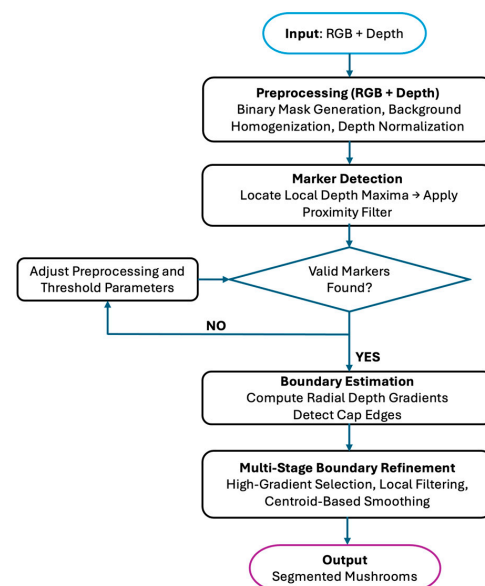 Input: RGB + Depth
Preprocessing (RGB + Depth)
Binary Mask Generation, Background
Homogenization, Depth Normalization
Marker Detection
Locate Local Depth Maxima → Apply
Proximity Filter
Adjust Preprocessing and
Threshold Parameters
Valid Markers
Found?
NO
YES
Boundary Estimation
Compute Radial Depth Gradients
Detect Cap Edges
Multi-Stage Boundary Refinement
High-Gradient Selection, Local Filtering,
Centroid-Based Smoothing
Output
Segmented Mushrooms